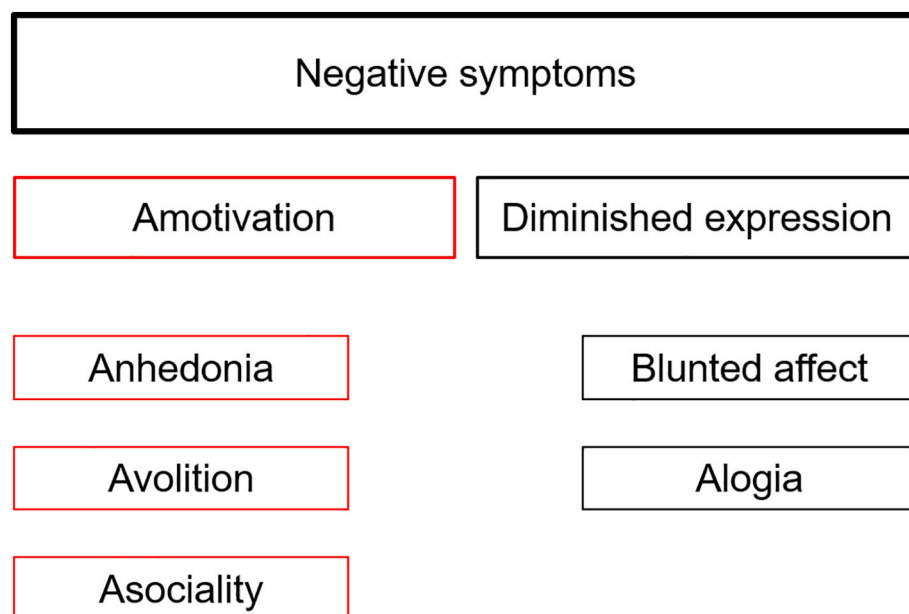 Negative symptoms
Amotivation
Diminished expression
Anhedonia
Blunted affect
Avolition
Alogia
Asociality